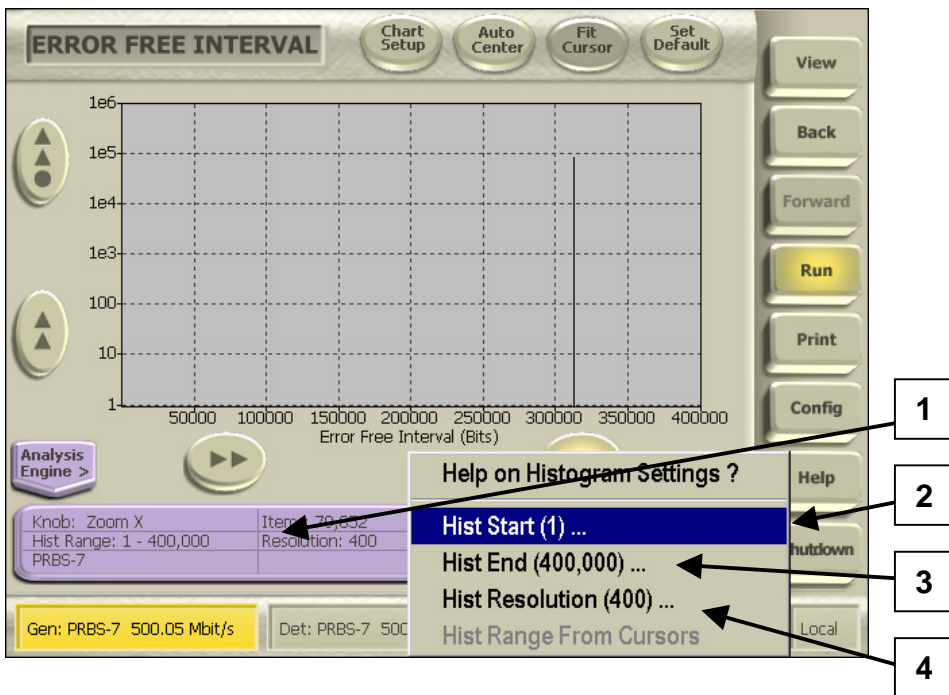 ERROR FREE INTERVAL
Chart Setup
Auto Center
Fit Cursor
Set Default
View
Back
Forward
Run
Print
Config
Help
hutdown
1e6
1e5
1e4
1e3
100
10
1
50000 100000 150000 200000 250000 300000 350000 400000
Error Free Interval (Bits)
Analysis Engine >
Knob: Zoom X
Hist Range: 1 - 400,000
PRBS-7
Resolution: 400
Help on Histogram Settings ?
Hist Start (1) ...
Hist End (400,000) ...
Hist Resolution (400) ...
Hist Range From Cursors
Gen: PRBS-7 500.05 Mbit/s
Det: PRBS-7 500
Local
1
2
3
4